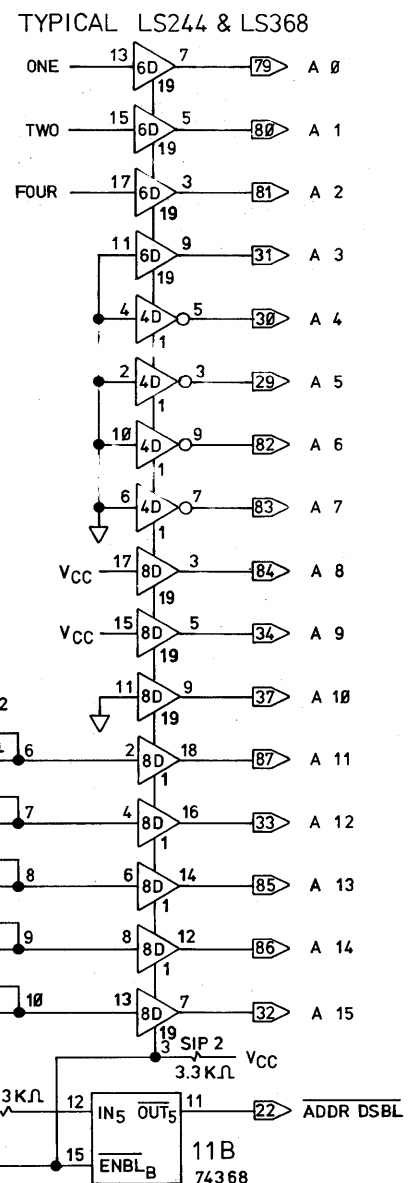 TYPICAL LS244 & LS368
ONE 13 6D 7 79 A 0
19
TWO 15 6D 5 80 A 1
19
FOUR 17 6D 3 81 A 2
19
11 6D 9 31 A 3
19
4 4D 5 30 A 4
1
2 4D 3 29 A 5
1
10 4D 9 82 A 6
1
6 4D 7 83 A 7
1
VCC 17 8D 3 84 A 8
19
VCC 15 8D 5 34 A 9
19
11 8D 9 37 A 10
19
2
6 2 8D 18 87 A 11
1
7 4 8D 16 33 A 12
1
8 6 8D 14 85 A 13
1
9 8 8D 12 86 A 14
1
10 13 8D 7 32 A 15
19
3 SIP 2 VCC
3.3 KΩ
3KΩ 12 IN5 OUT5 11 22 ADDR DSBL
15 ENBLB 11B
74368